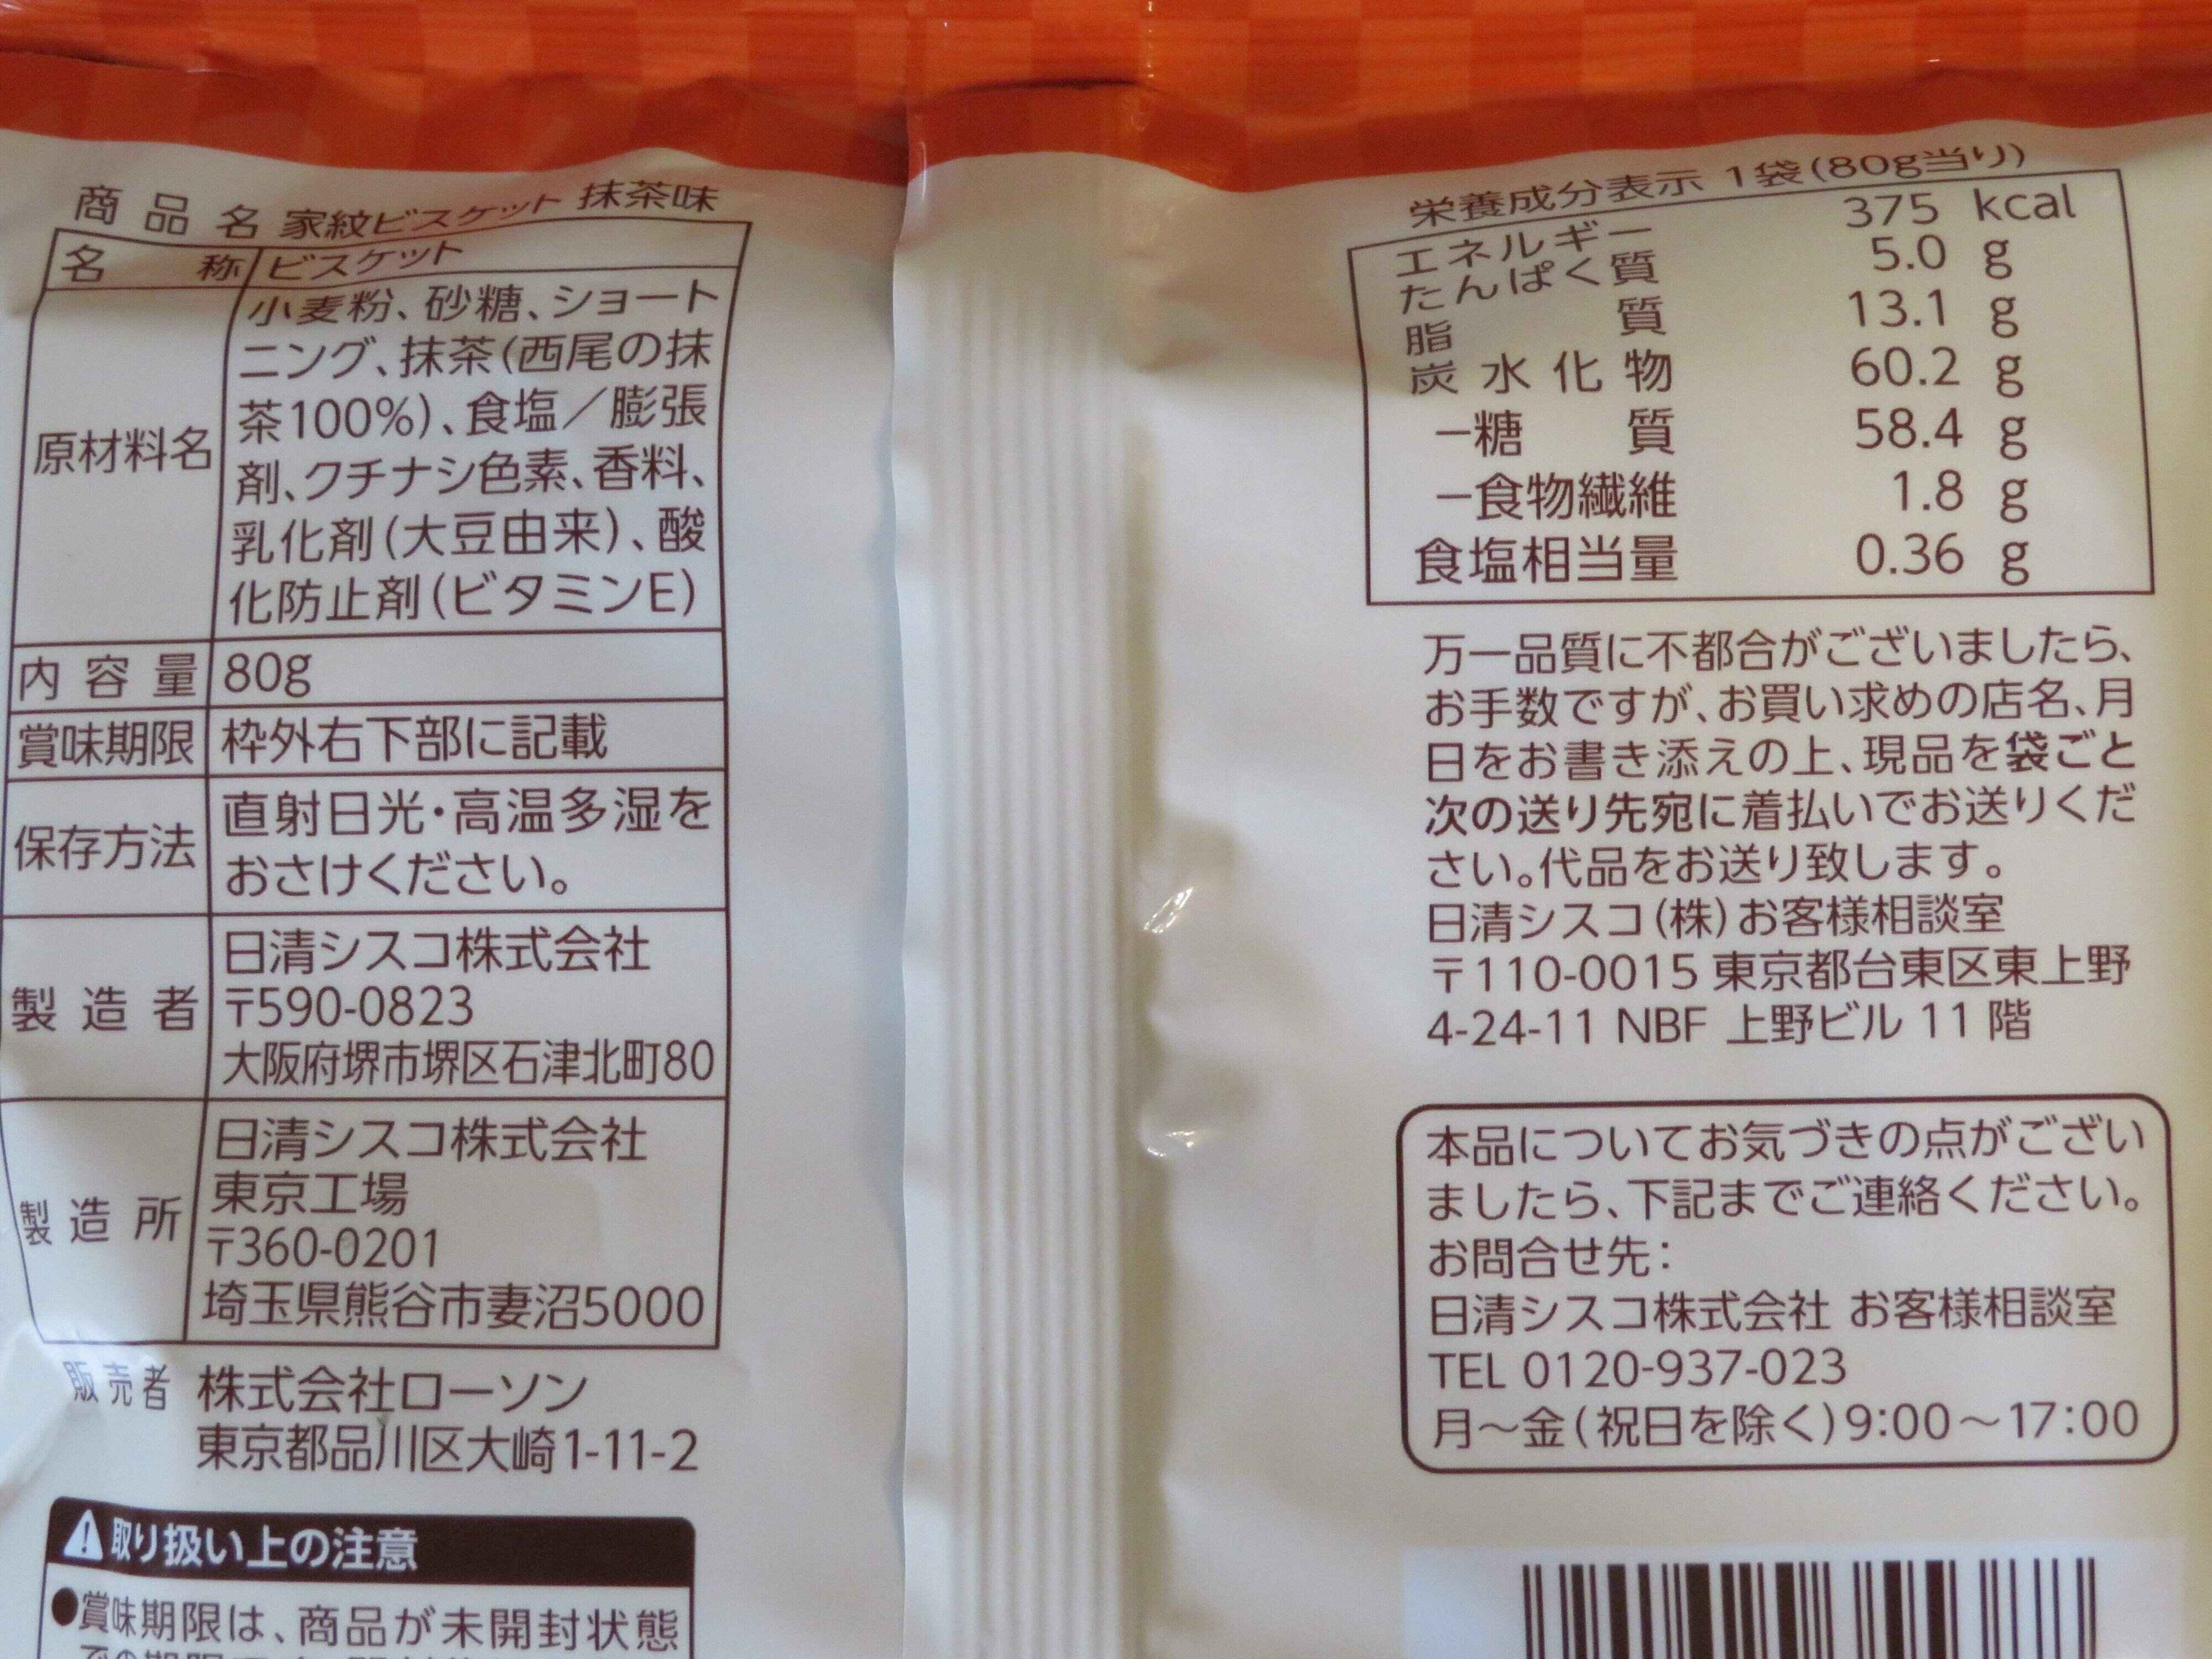 商品名 家紋ビスケット 抹茶味
名称 ビスケット
原材料名
小麦粉、砂糖、ショート
ニング、抹茶(西尾の抹
茶100%)、食塩／膨張
剤、クチナシ色素、香料、
乳化剤(大豆由来)、酸
化防止剤(ビタミンE)
内容量 80g
賞味期限 枠外右下部に記載
保存方法
直射日光・高温多湿を
おさけください。
製造者
日清シスコ株式会社
〒590-0823
大阪府堺市堺区石津北町80
製造所
日清シスコ株式会社
東京工場
〒360-0201
埼玉県熊谷市妻沼5000
販売者 株式会社ローソン
東京都品川区大崎1-11-2
取り扱い上の注意
●賞味期限は、商品が未開封状態
栄養成分表示 1袋(80g当り)
エネルギー 375 kcal
たんぱく質 5.0 g
脂質 13.1 g
炭水化物 60.2 g
－糖質 58.4 g
－食物繊維 1.8 g
食塩相当量 0.36 g
万一品質に不都合がございましたら、
お手数ですが、お買い求めの店名、月
日をお書き添えの上、現品を袋ごと
次の送り先宛に着払いでお送りくだ
さい。代品をお送り致します。
日清シスコ(株)お客様相談室
〒110-0015 東京都台東区東上野
4-24-11 NBF 上野ビル 11 階
本品についてお気づきの点がござい
ましたら、下記までご連絡ください。
お問合せ先：
日清シスコ株式会社 お客様相談室
TEL 0120-937-023
月～金(祝日を除く)9:00～17:00